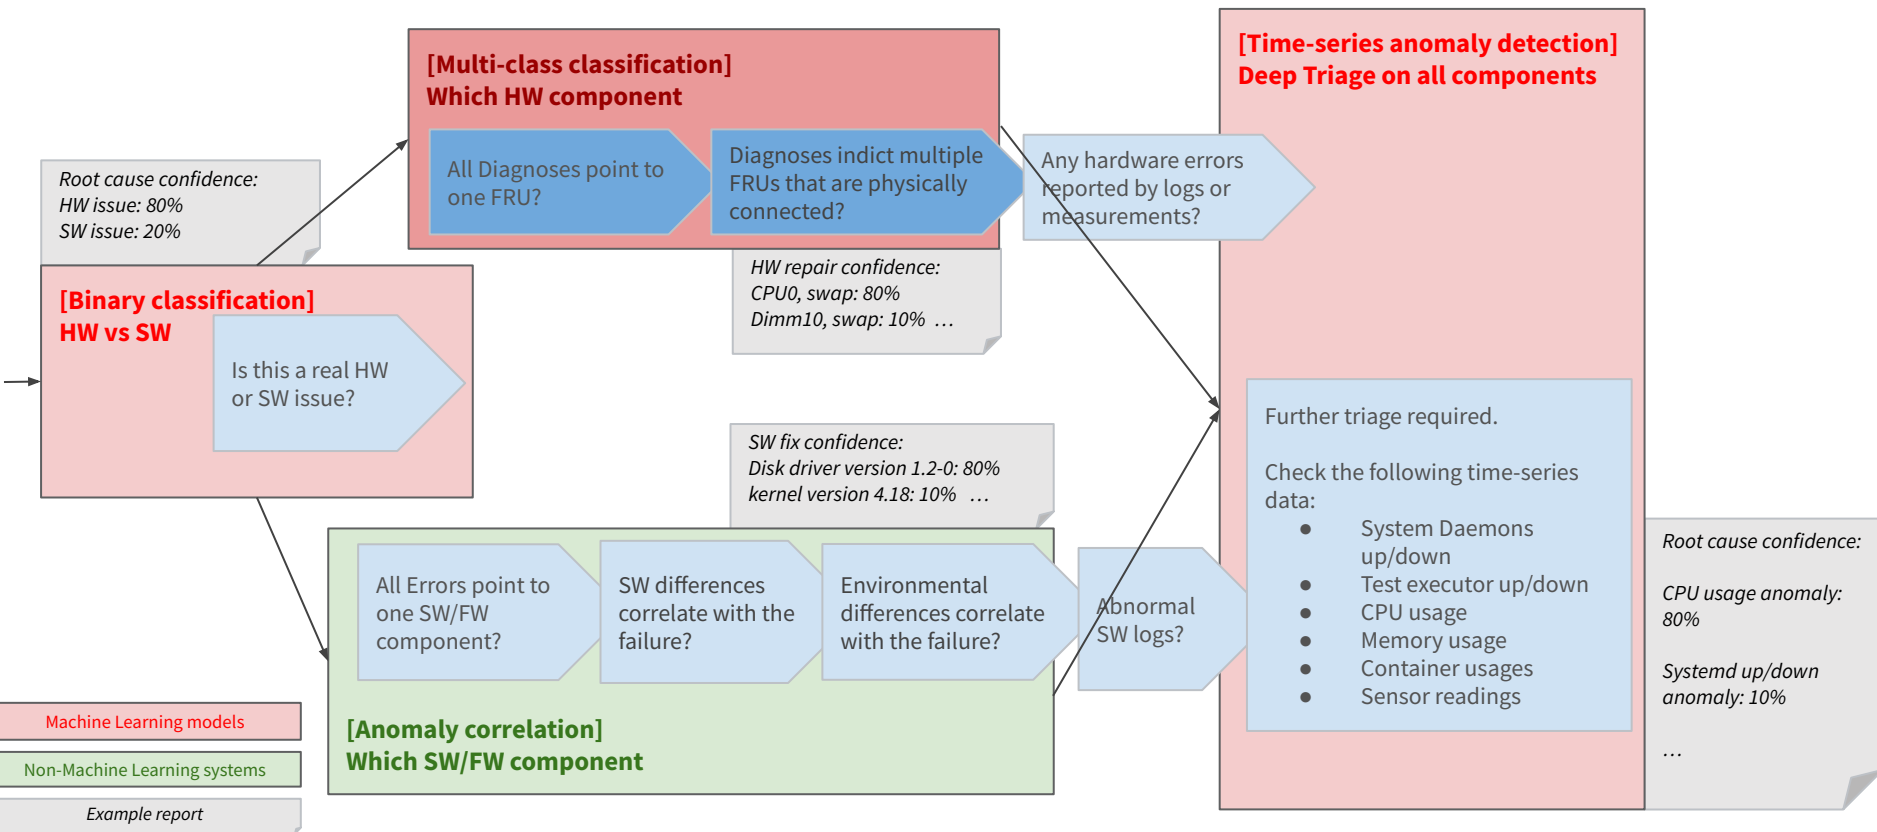 Root cause confidence:
HW issue: 80%
SW issue: 20%
[Binary classification]
HW vs SW
Is this a real HW
or SW issue?
[Multi-class classification]
Which HW component
All Diagnoses point to
one FRU?
Diagnoses indict multiple
FRUs that are physically
connected?
Any hardware errors
reported by logs or
measurements?
HW repair confidence:
CPU0, swap: 80%
Dimm10, swap: 10% …
SW fix confidence:
Disk driver version 1.2-0: 80%
kernel version 4.18: 10% …
All Errors point to
one SW/FW
component?
SW differences
correlate with the
failure?
Environmental
differences correlate
with the failure?
Abnormal
SW logs?
[Anomaly correlation]
Which SW/FW component
[Time-series anomaly detection]
Deep Triage on all components
Further triage required.
Check the following time-series
data:
● System Daemons
up/down
● Test executor up/down
● CPU usage
● Memory usage
● Container usages
● Sensor readings
Root cause confidence:
CPU usage anomaly:
80%
Systemd up/down
anomaly: 10%
…
Machine Learning models
Non-Machine Learning systems
Example report